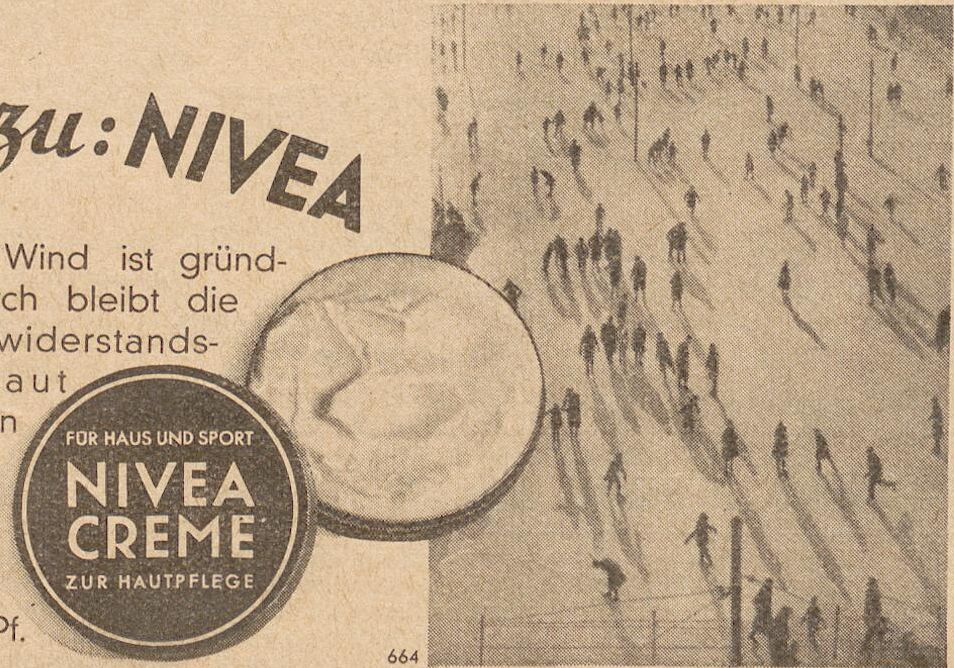 zu: NIVEA
Wind ist gründ-
ch bleibt die
widerstands-
aut
n
FÜR HAUS UND SPORT
NIVEA
CREME
ZUR HAUTPFLEGE
Pf.
664